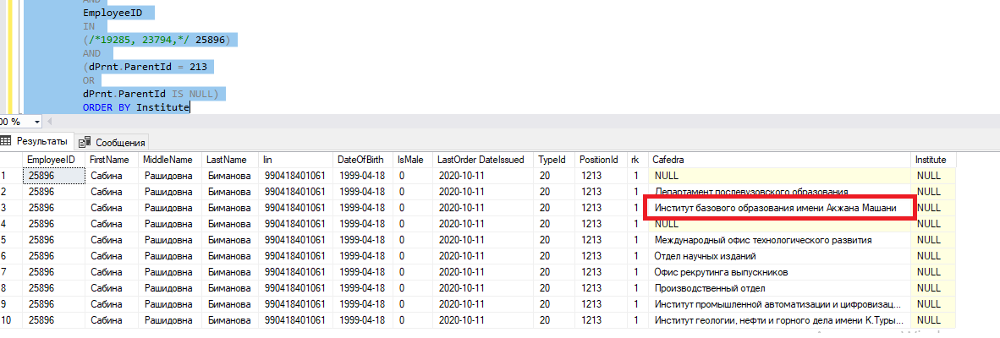 AND
EmployeeID
IN
(/*19285, 23794,*/ 25896)
AND
(dPrnt.ParentId = 213
OR
dPrnt.ParentId IS NULL)
ORDER BY Institute
00 %
Результаты Сообщения
EmployeeID FirstName MiddleName LastName Iin DateOfBirth IsMale LastOrder DateIssued TypeId PositionId rk Cafedra Institute
1 25896 Сабина Рашидовна Биманова 990418401061 1999-04-18 0 2020-10-11 20 1213 1 NULL NULL
2 25896 Сабина Рашидовна Биманова 990418401061 1999-04-18 0 2020-10-11 20 1213 1 Департамент послевузовского образования NULL
3 25896 Сабина Рашидовна Биманова 990418401061 1999-04-18 0 2020-10-11 20 1213 1 Институт базового образования имени Акжана Машани NULL
4 25896 Сабина Рашидовна Биманова 990418401061 1999-04-18 0 2020-10-11 20 1213 1 NULL NULL
5 25896 Сабина Рашидовна Биманова 990418401061 1999-04-18 0 2020-10-11 20 1213 1 Международный офис технологического развития NULL
6 25896 Сабина Рашидовна Биманова 990418401061 1999-04-18 0 2020-10-11 20 1213 1 Отдел научных изданий NULL
7 25896 Сабина Рашидовна Биманова 990418401061 1999-04-18 0 2020-10-11 20 1213 1 Офис рекрутинга выпускников NULL
8 25896 Сабина Рашидовна Биманова 990418401061 1999-04-18 0 2020-10-11 20 1213 1 Производственный отдел NULL
9 25896 Сабина Рашидовна Биманова 990418401061 1999-04-18 0 2020-10-11 20 1213 1 Институт промышленной автоматизации и цифровизац... NULL
10 25896 Сабина Рашидовна Биманова 990418401061 1999-04-18 0 2020-10-11 20 1213 1 Институт геологии, нефти и горного дела имени К.Туры... NULL